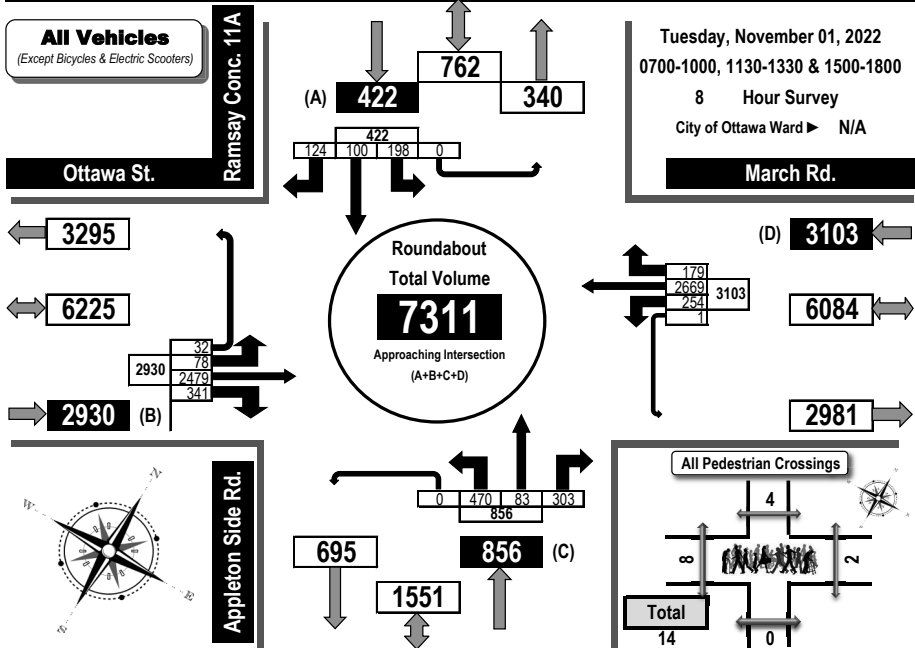 All Vehicles
(Except Bicycles & Electric Scooters)
Ramsay Conc. 11A
Ottawa St.
762
(A) 422
340
422
124 100 198 0
Tuesday, November 01, 2022
0700-1000, 1130-1330 & 1500-1800
8 Hour Survey
City of Ottawa Ward ► N/A
March Rd.
3295
6225
2930
32
78
2479
341
2930 (B)
Roundabout
Total Volume
7311
Approaching Intersection
(A+B+C+D)
(D) 3103
179
2669
254
1
3103
6084
2981
N
W
E
S
Appleton Side Rd.
0 470 83 303
856
695
856 (C)
1551
All Pedestrian Crossings
4
8
2
0
Total
14